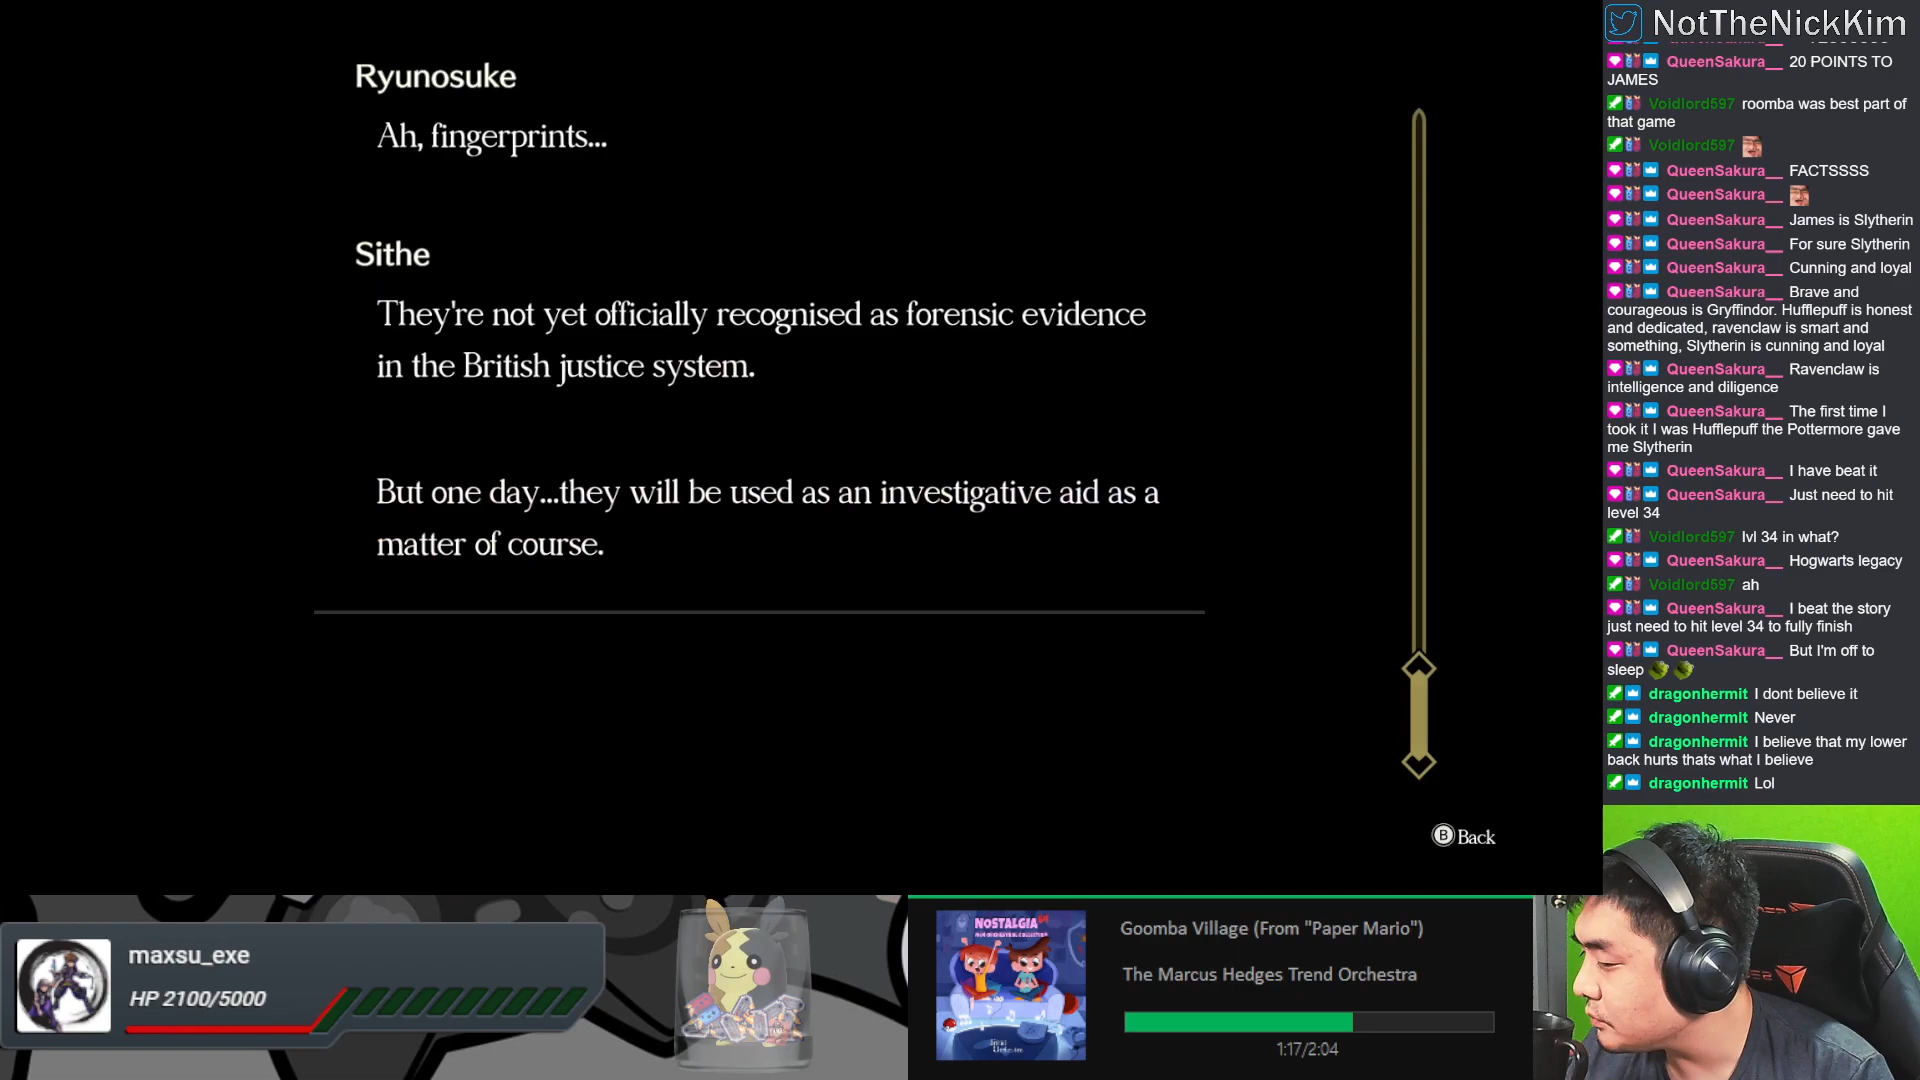 Ryunosuke
Ah, fingerprints...
Sithe
They're not yet officially recognised as forensic evidence
in the British justice system.
But one day...they will be used as an investigative aid as a
matter of course.
B Back
NotTheNickKim
QueenSakura__ 20 POINTS TO
JAMES
Voidlord597 roomba was best part of
that game
Voidlord597
QueenSakura__ FACTSSSS
QueenSakura__
QueenSakura__ James is Slytherin
QueenSakura__ For sure Slytherin
QueenSakura__ Cunning and loyal
QueenSakura__ Brave and
courageous is Gryffindor. Hufflepuff is honest
and dedicated, ravenclaw is smart and
something, Slytherin is cunning and loyal
QueenSakura__ Ravenclaw is
intelligence and diligence
QueenSakura__ The first time I
took it I was Hufflepuff the Pottermore gave
me Slytherin
QueenSakura__ I have beat it
QueenSakura__ Just need to hit
level 34
Voidlord597 lvl 34 in what?
QueenSakura__ Hogwarts legacy
Voidlord597 ah
QueenSakura__ I beat the story
just need to hit level 34 to fully finish
QueenSakura__ But I'm off to
sleep
dragonhermit I dont believe it
dragonhermit Never
dragonhermit I believe that my lower
back hurts thats what I believe
dragonhermit Lol
maxsu_exe
HP 2100/5000
NOSTALGIA
Goomba Village (From "Paper Mario")
The Marcus Hedges Trend Orchestra
1:17/2:04